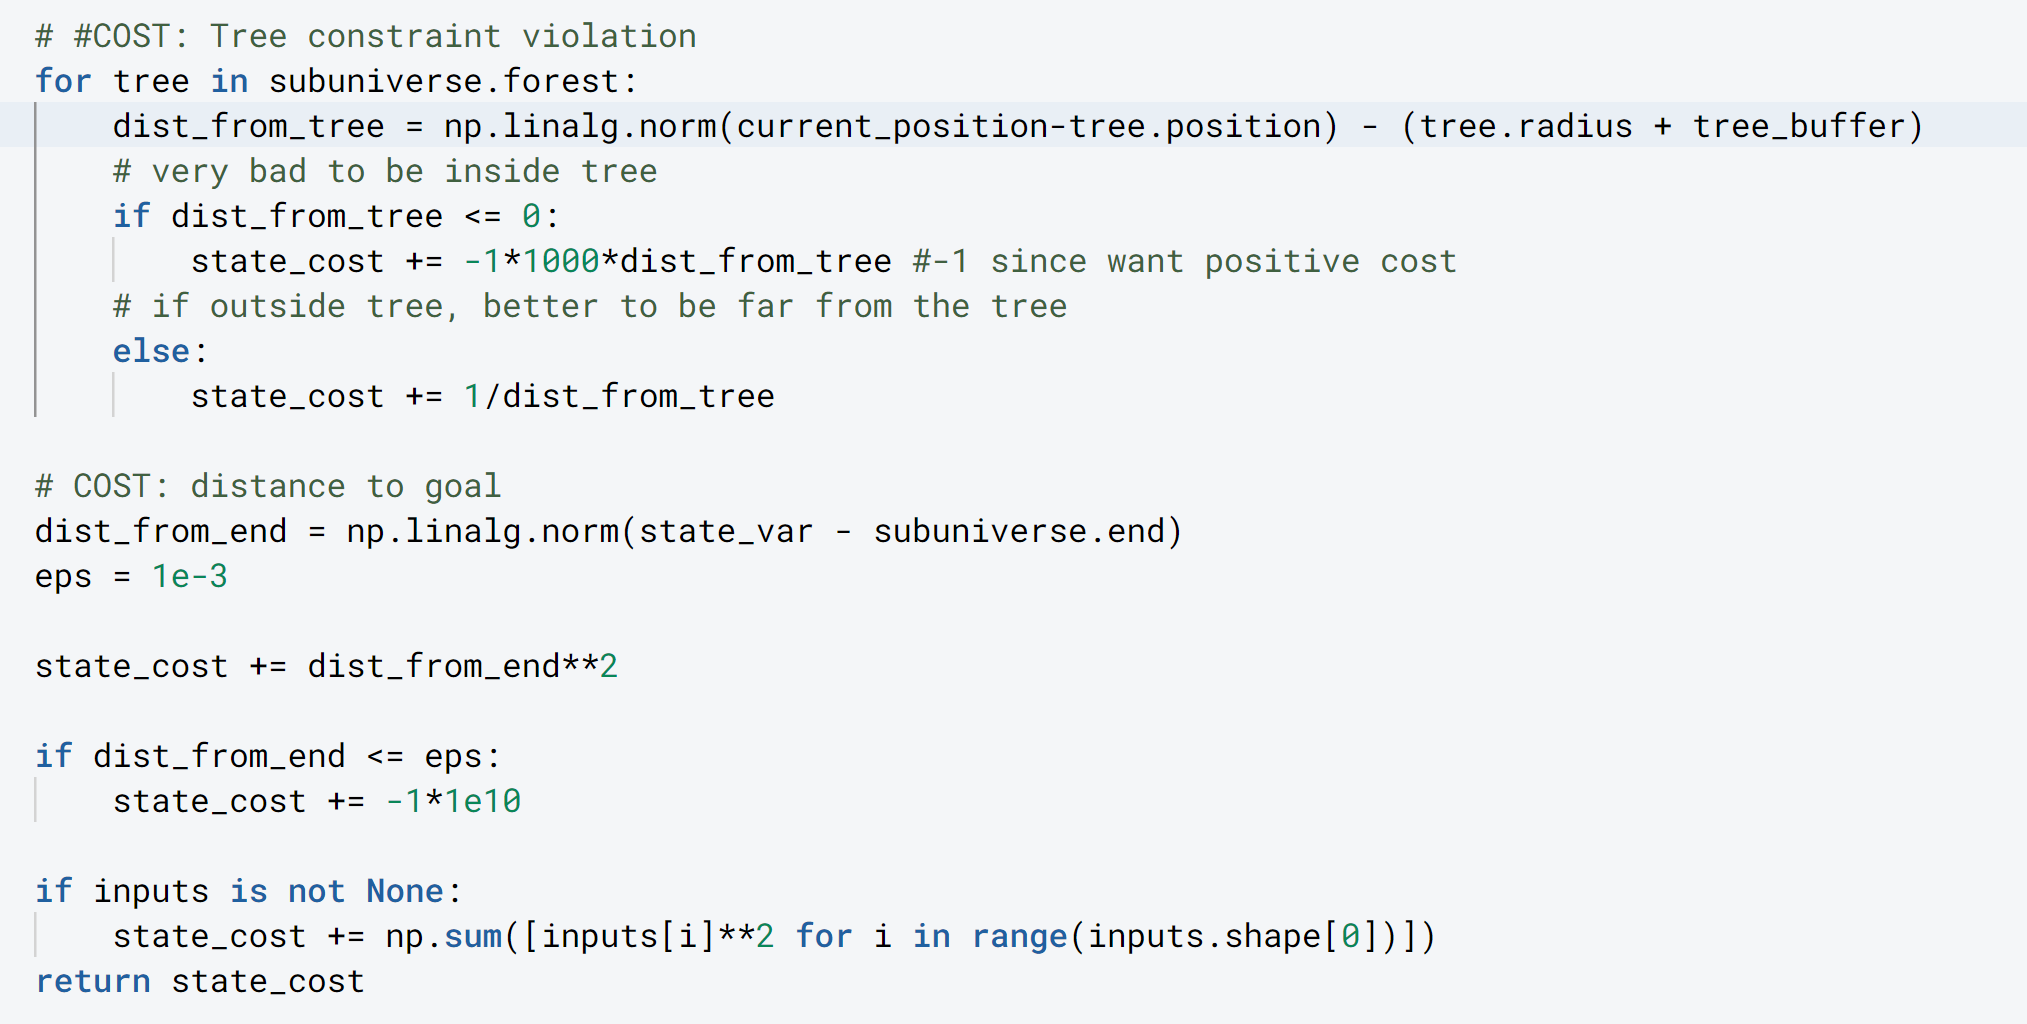 # #COST: Tree constraint violation
for tree in subuniverse.forest:
    dist_from_tree = np.linalg.norm(current_position-tree.position) - (tree.radius + tree_buffer)
    # very bad to be inside tree
    if dist_from_tree <= 0:
        state_cost += -1*1000*dist_from_tree #-1 since want positive cost
    # if outside tree, better to be far from the tree
    else:
        state_cost += 1/dist_from_tree

# COST: distance to goal
dist_from_end = np.linalg.norm(state_var - subuniverse.end)
eps = 1e-3

state_cost += dist_from_end**2

if dist_from_end <= eps:
    state_cost += -1*1e10

if inputs is not None:
    state_cost += np.sum([inputs[i]**2 for i in range(inputs.shape[0])])
return state_cost